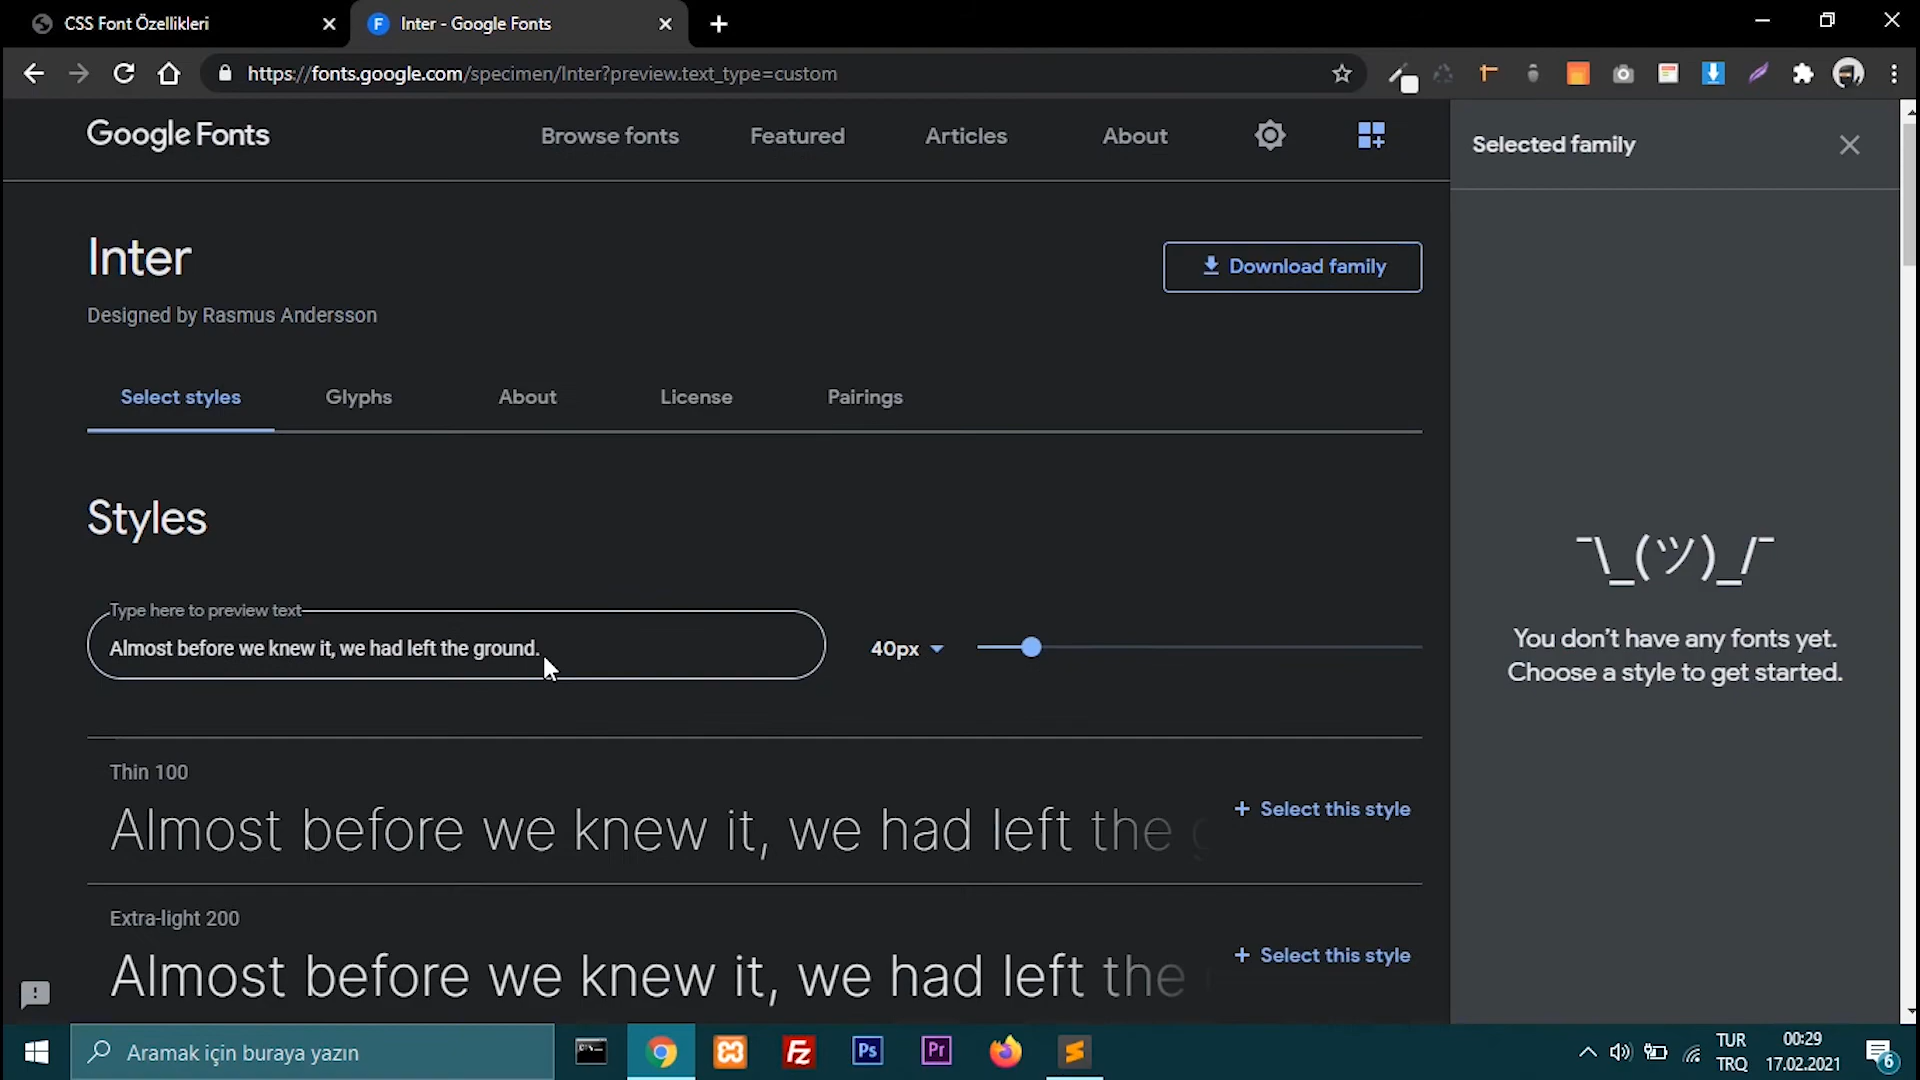 CSS Font Özellikleri
Inter - Google Fonts
https://fonts.google.com/specimen/Inter?preview.text_type=custom
Google Fonts
Browse fonts
Featured
Articles
About
Selected family
Inter
Download family
Designed by Rasmus Andersson
Select styles
Glyphs
About
License
Pairings
Styles
¯\_(ツ)_/¯
Type here to preview text
You don't have any fonts yet.
Almost before we knew it, we had left the ground.
40px
Choose a style to get started.
Thin 100
Almost before we knew it, we had left the
+ Select this style
Extra-light 200
Almost before we knew it, we had left the
+ Select this style
Aramak için buraya yazın
Fz
Ps
Pr
TUR
TRQ
00:29
17.02.2021
6